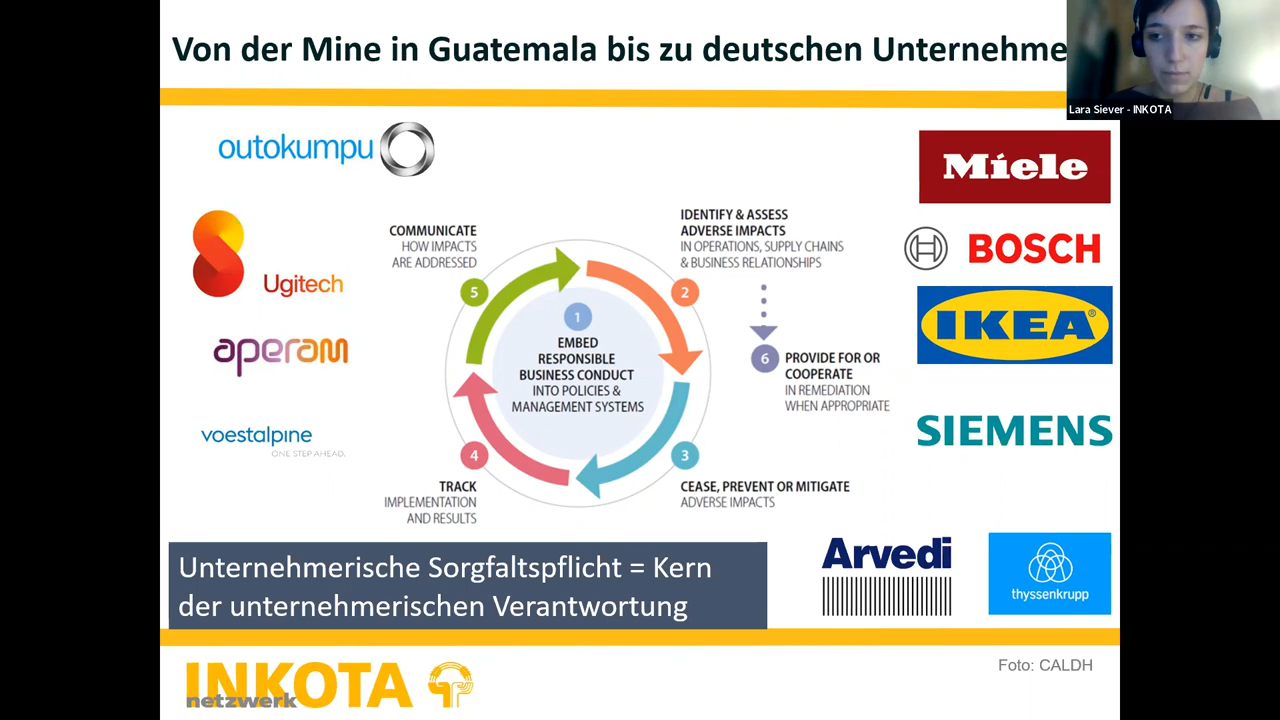 Von der Mine in Guatemala bis zu deutschen Unternehme
Lara Siever - INKOTA
outokumpu
Miele
Ugitech
BOSCH
aperam
IKEA®
voestalpine
ONE STEP AHEAD.
SIEMENS
COMMUNICATE
HOW IMPACTS
ARE ADDRESSED
IDENTIFY & ASSESS
ADVERSE IMPACTS
IN OPERATIONS, SUPPLY CHAINS
& BUSINESS RELATIONSHIPS
5
2
1
EMBED
RESPONSIBLE
BUSINESS CONDUCT
INTO POLICIES &
MANAGEMENT SYSTEMS
6
PROVIDE FOR OR
COOPERATE
IN REMEDIATION
WHEN APPROPRIATE
4
3
TRACK
IMPLEMENTATION
AND RESULTS
CEASE, PREVENT OR MITIGATE
ADVERSE IMPACTS
Unternehmerische Sorgfaltspflicht = Kern
der unternehmerischen Verantwortung
Arvedi
thyssenkrupp
INKOTA
netzwerk
Foto: CALDH